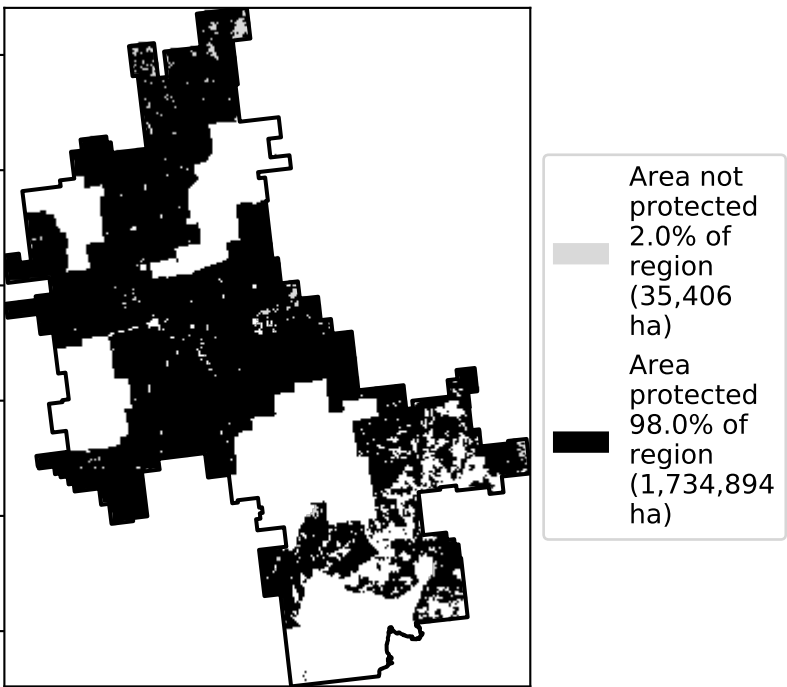 Area not
protected
2.0% of
region
(35,406
ha)
Area
protected
98.0% of
region
(1,734,894
ha)